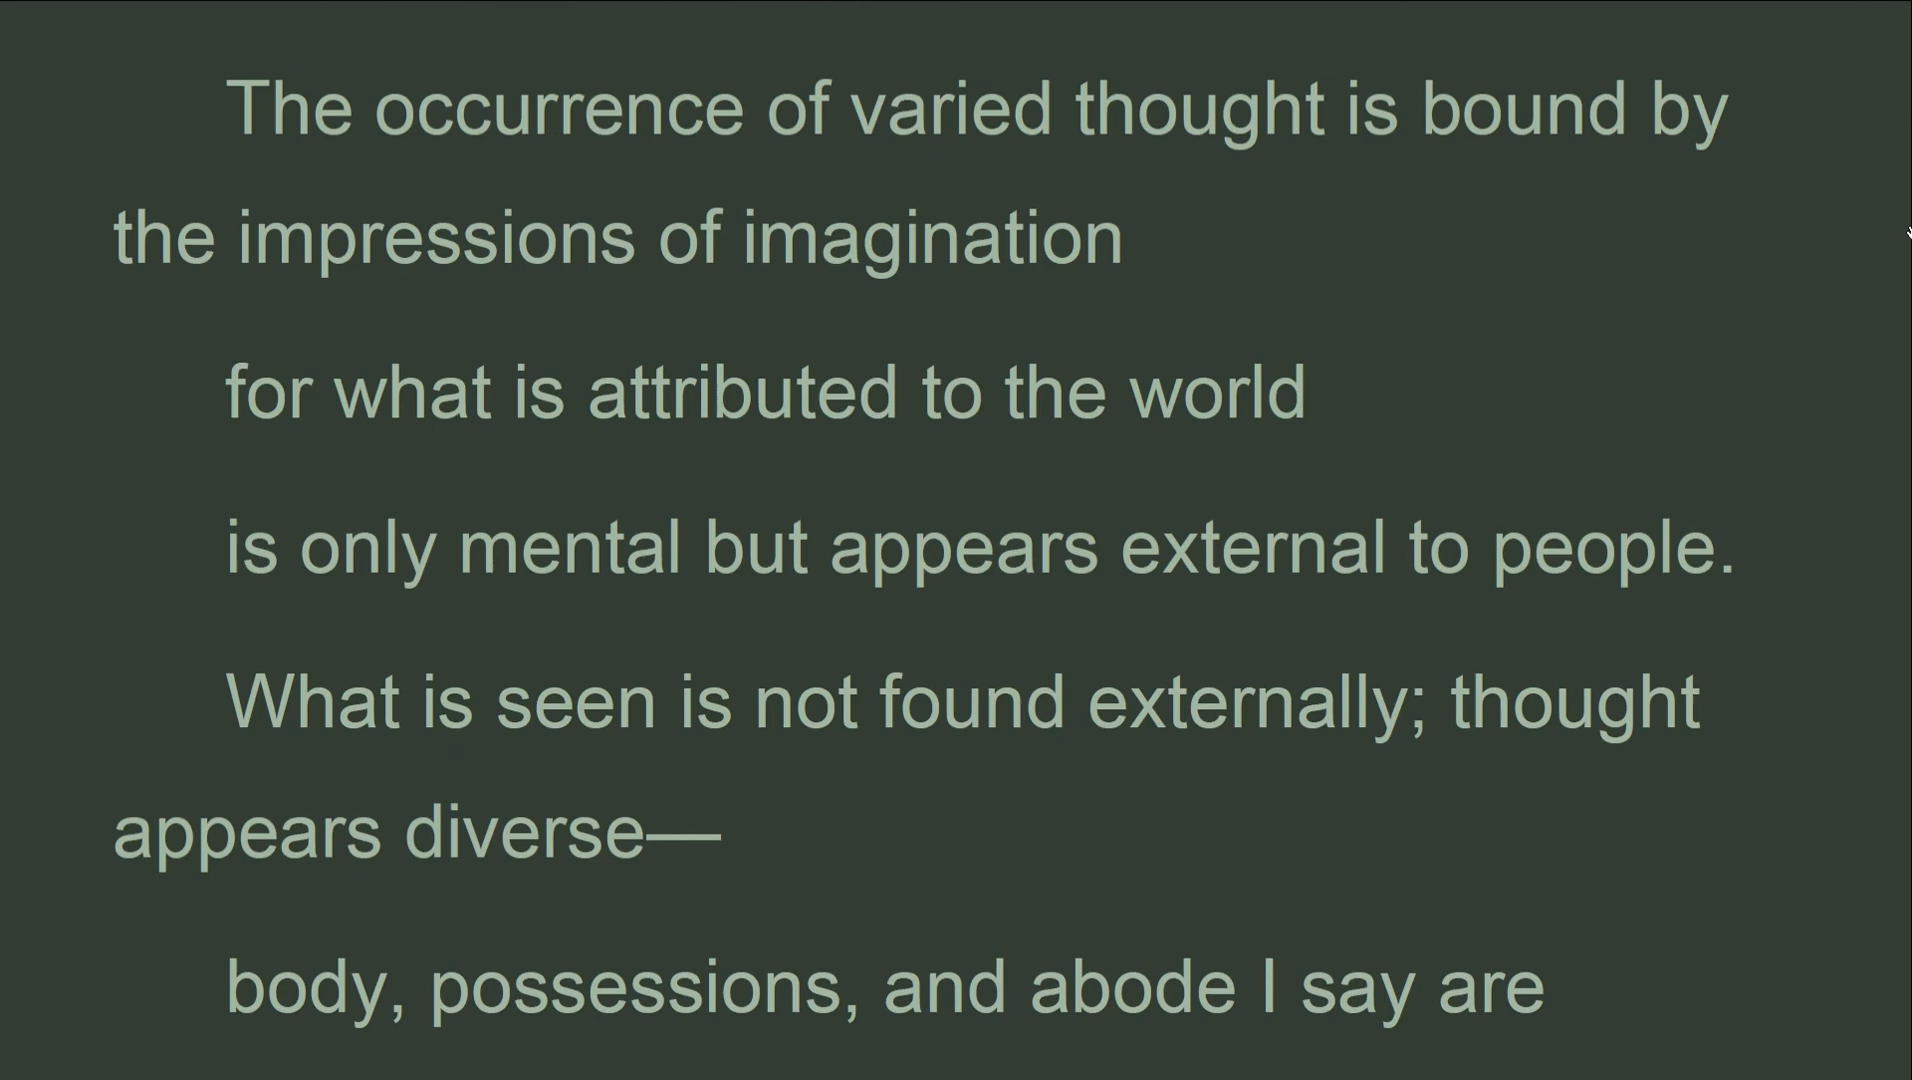 The occurrence of varied thought is bound by
the impressions of imagination
for what is attributed to the world
is only mental but appears external to people.
What is seen is not found externally; thought
appears diverse—
body, possessions, and abode I say are